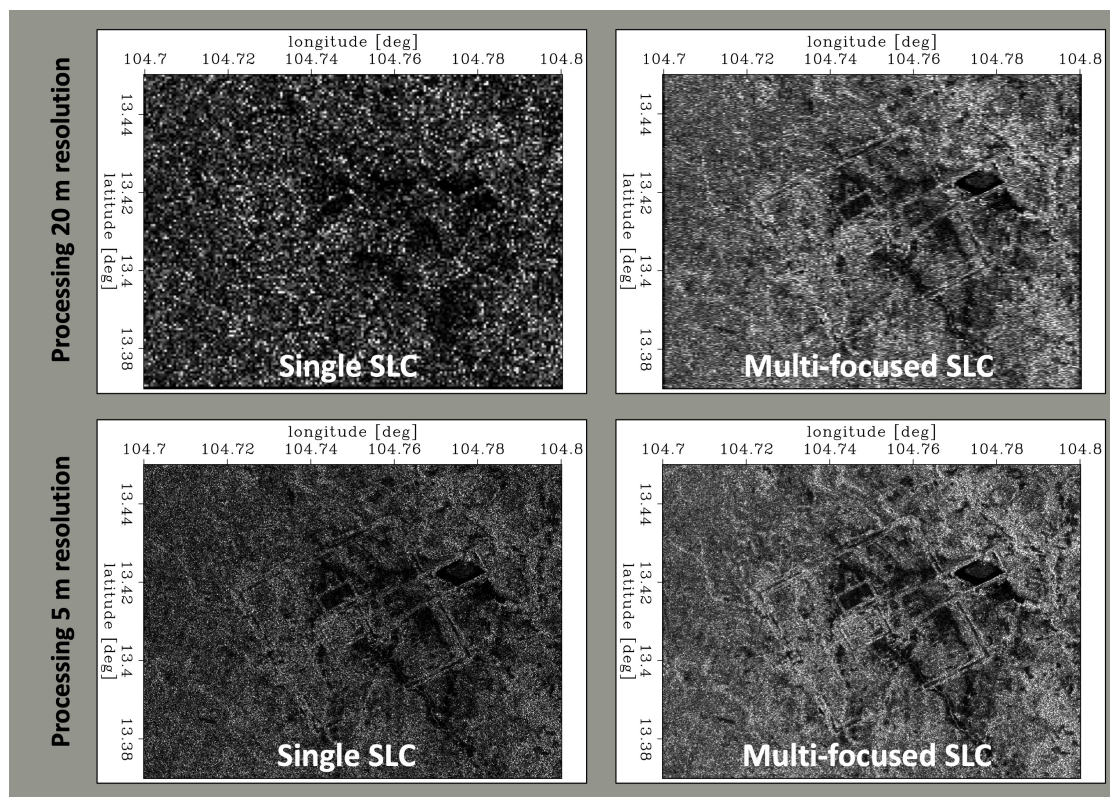 Processing 20 m resolution
longitude [deg]
104.7 104.72 104.74 104.76 104.78 104.8
latitude [deg]
13.44
13.42
13.4
13.38
Single SLC
longitude [deg]
104.7 104.72 104.74 104.76 104.78 104.8
latitude [deg]
13.44
13.42
13.4
13.38
Multi-focused SLC
Processing 5 m resolution
longitude [deg]
104.7 104.72 104.74 104.76 104.78 104.8
latitude [deg]
13.44
13.42
13.4
13.38
Single SLC
longitude [deg]
104.7 104.72 104.74 104.76 104.78 104.8
latitude [deg]
13.44
13.42
13.4
13.38
Multi-focused SLC